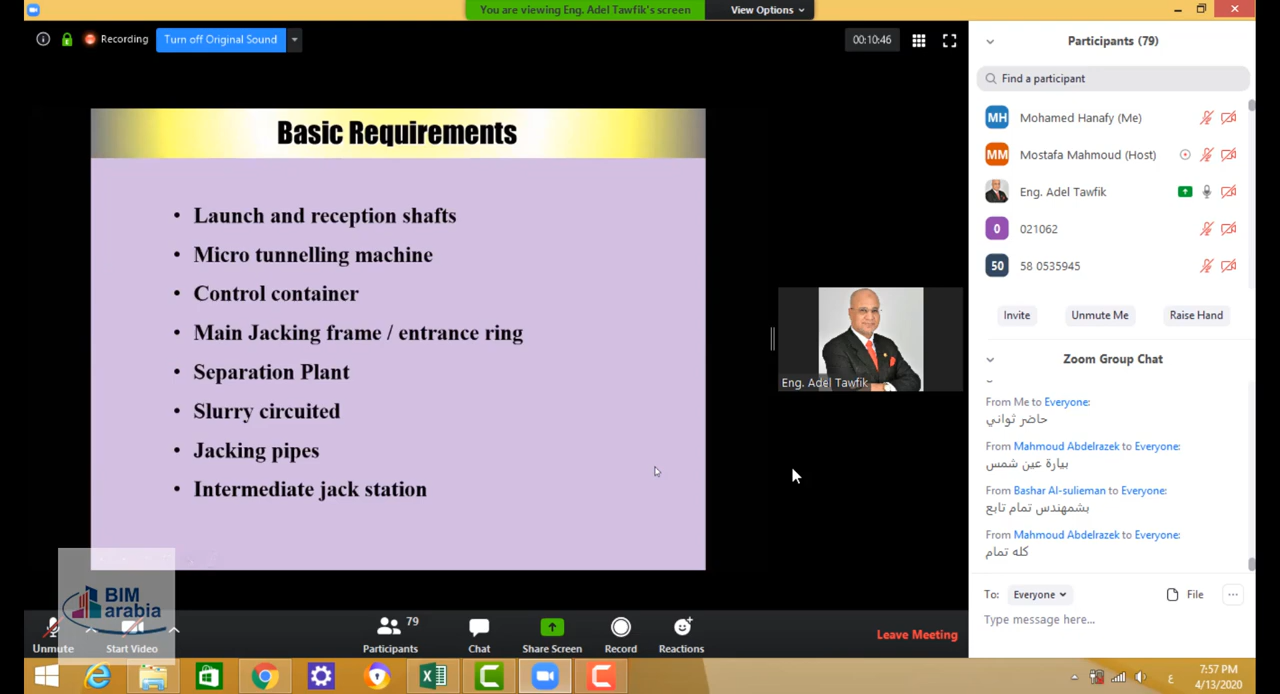 You are viewing Eng. Adel Tawfik's screen
View Options
Recording
Turn off Original Sound
00:10:46
Participants (79)
Find a participant
MH Mohamed Hanafy (Me)
MM Mostafa Mahmoud (Host)
Eng. Adel Tawfik
0 021062
50 58 0535945
Invite
Unmute Me
Raise Hand
Basic Requirements
• Launch and reception shafts
• Micro tunnelling machine
• Control container
• Main Jacking frame / entrance ring
• Separation Plant
• Slurry circuited
• Jacking pipes
• Intermediate jack station
Eng. Adel Tawfik
Zoom Group Chat
From Me to Everyone:
حاضر ثواني
From Mahmoud Abdelrazek to Everyone:
بيارة عين شمس
From Bashar Al-sulieman to Everyone:
بشمهندس تمام تابع
From Mahmoud Abdelrazek to Everyone:
كله تمام
To: Everyone
File
Type message here...
BIM
arabia
Unmute
Start Video
79
Participants
Chat
Share Screen
Record
Reactions
Leave Meeting
ع
7:57 PM
4/13/2020